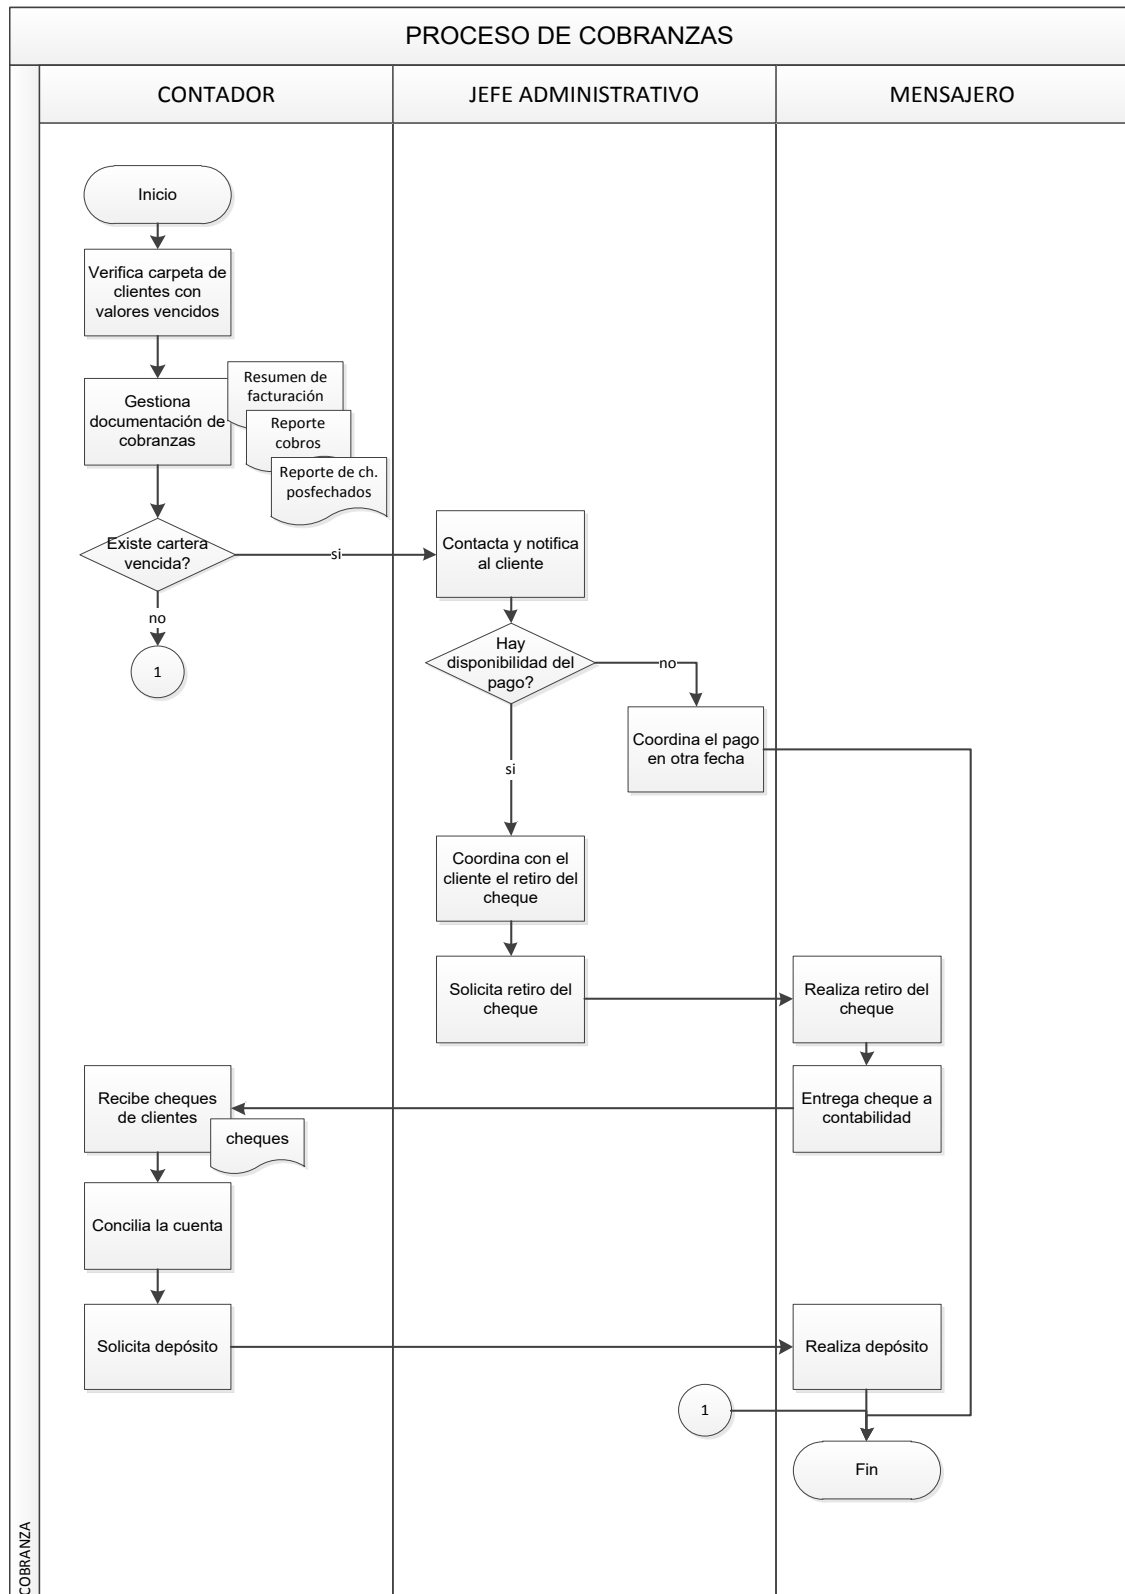 PROCESO DE COBRANZAS
CONTADOR
JEFE ADMINISTRATIVO
MENSAJERO
Inicio
Verifica carpeta de
clientes con
valores vencidos
Gestiona
documentación de
cobranzas
Resumen de
facturación
Reporte
cobros
Reporte de ch.
posfechados
Existe cartera
vencida?
si
no
1
Contacta y notifica
al cliente
Hay
disponibilidad del
pago?
no
Coordina el pago
en otra fecha
si
Coordina con el
cliente el retiro del
cheque
Solicita retiro del
cheque
Realiza retiro del
cheque
Entrega cheque a
contabilidad
Recibe cheques
de clientes
cheques
Concilia la cuenta
Solicita depósito
Realiza depósito
1
Fin
COBRANZA